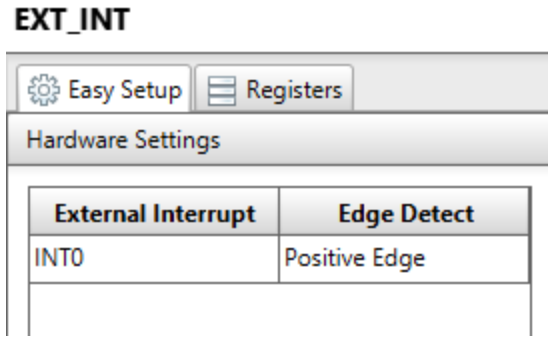 EXT_INT
Easy Setup Registers
Hardware Settings
External Interrupt Edge Detect
INT0 Positive Edge